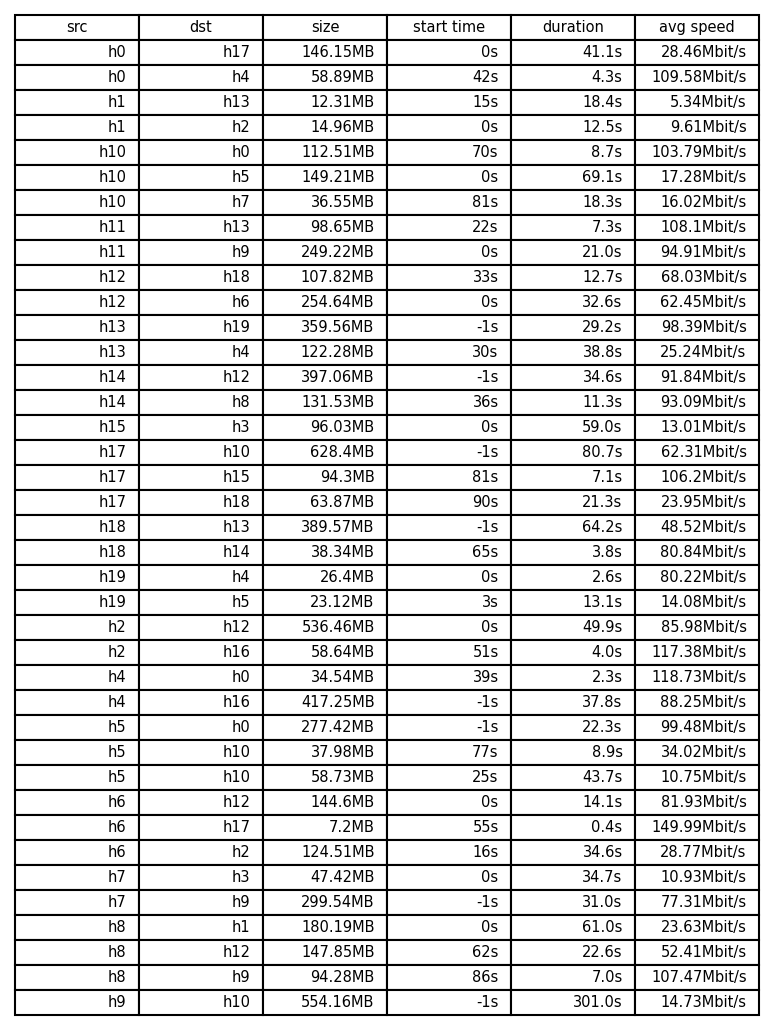 src dst size start time duration avg speed
h0 h17 146.15MB 0s 41.1s 28.46Mbit/s
h0 h4 58.89MB 42s 4.3s 109.58Mbit/s
h1 h13 12.31MB 15s 18.4s 5.34Mbit/s
h1 h2 14.96MB 0s 12.5s 9.61Mbit/s
h10 h0 112.51MB 70s 8.7s 103.79Mbit/s
h10 h5 149.21MB 0s 69.1s 17.28Mbit/s
h10 h7 36.55MB 81s 18.3s 16.02Mbit/s
h11 h13 98.65MB 22s 7.3s 108.1Mbit/s
h11 h9 249.22MB 0s 21.0s 94.91Mbit/s
h12 h18 107.82MB 33s 12.7s 68.03Mbit/s
h12 h6 254.64MB 0s 32.6s 62.45Mbit/s
h13 h19 359.56MB -1s 29.2s 98.39Mbit/s
h13 h4 122.28MB 30s 38.8s 25.24Mbit/s
h14 h12 397.06MB -1s 34.6s 91.84Mbit/s
h14 h8 131.53MB 36s 11.3s 93.09Mbit/s
h15 h3 96.03MB 0s 59.0s 13.01Mbit/s
h17 h10 628.4MB -1s 80.7s 62.31Mbit/s
h17 h15 94.3MB 81s 7.1s 106.2Mbit/s
h17 h18 63.87MB 90s 21.3s 23.95Mbit/s
h18 h13 389.57MB -1s 64.2s 48.52Mbit/s
h18 h14 38.34MB 65s 3.8s 80.84Mbit/s
h19 h4 26.4MB 0s 2.6s 80.22Mbit/s
h19 h5 23.12MB 3s 13.1s 14.08Mbit/s
h2 h12 536.46MB 0s 49.9s 85.98Mbit/s
h2 h16 58.64MB 51s 4.0s 117.38Mbit/s
h4 h0 34.54MB 39s 2.3s 118.73Mbit/s
h4 h16 417.25MB -1s 37.8s 88.25Mbit/s
h5 h0 277.42MB -1s 22.3s 99.48Mbit/s
h5 h10 37.98MB 77s 8.9s 34.02Mbit/s
h5 h10 58.73MB 25s 43.7s 10.75Mbit/s
h6 h12 144.6MB 0s 14.1s 81.93Mbit/s
h6 h17 7.2MB 55s 0.4s 149.99Mbit/s
h6 h2 124.51MB 16s 34.6s 28.77Mbit/s
h7 h3 47.42MB 0s 34.7s 10.93Mbit/s
h7 h9 299.54MB -1s 31.0s 77.31Mbit/s
h8 h1 180.19MB 0s 61.0s 23.63Mbit/s
h8 h12 147.85MB 62s 22.6s 52.41Mbit/s
h8 h9 94.28MB 86s 7.0s 107.47Mbit/s
h9 h10 554.16MB -1s 301.0s 14.73Mbit/s